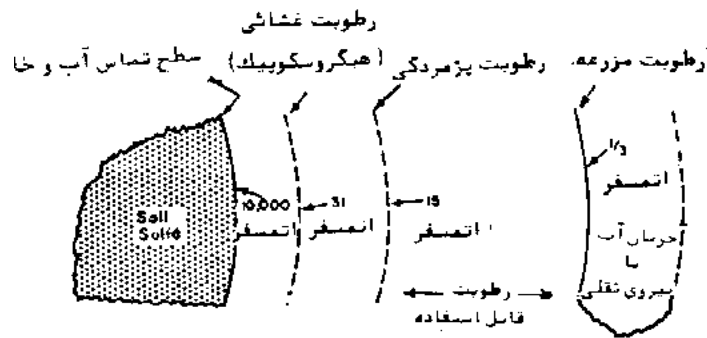 رطوبت غشائی
(هیگروسکوپیك)
سطح تماس آب و خا
رطوبت پژمردگی
رطوبت مزرعه
1/3
اتمسفر
10,000
اتمسفر
31
اتمسفر
15
اتمسفر
Soil
Solid
جریان آب
با
نیروی ثقلی
رطوبت
قابل استفاده